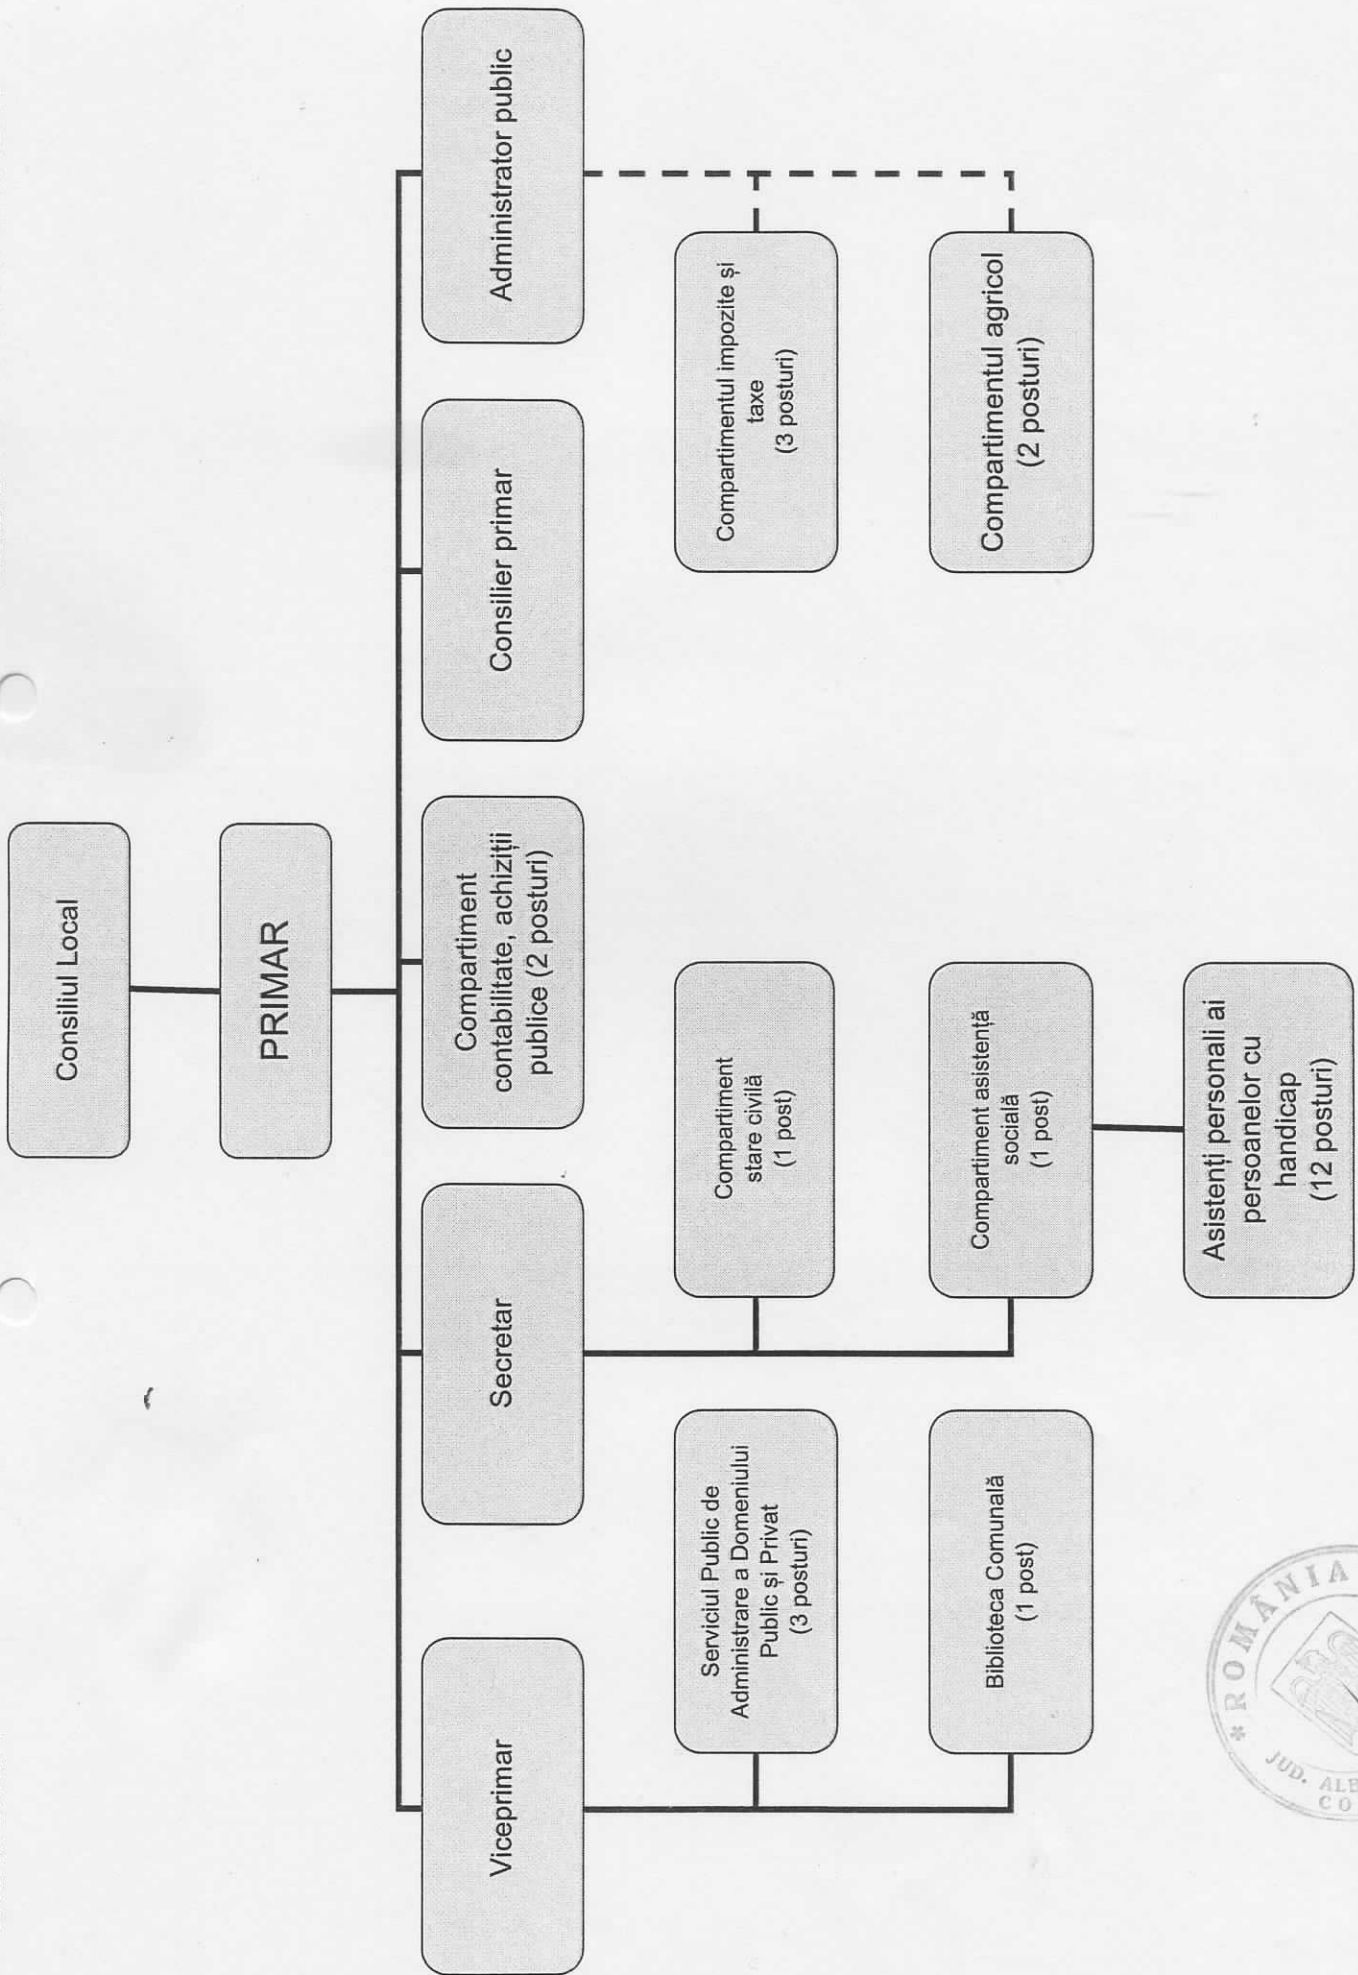 Consiliul Local
PRIMAR
Viceprimar
Secretar
Compartiment
contabilitate, achiziții
publice (2 posturi)
Consilier primar
Administrator public
Serviciul Public de
Administrare a Domeniului
Public și Privat
(3 posturi)
Compartiment
stare civilă
(1 post)
Compartimentul impozite și
taxe
(3 posturi)
Biblioteca Comunală
(1 post)
Compartiment asistență
socială
(1 post)
Compartimentul agricol
(2 posturi)
Asistenți personali ai
persoanelor cu
handicap
(12 posturi)
* ROMÂNIA
JUD.